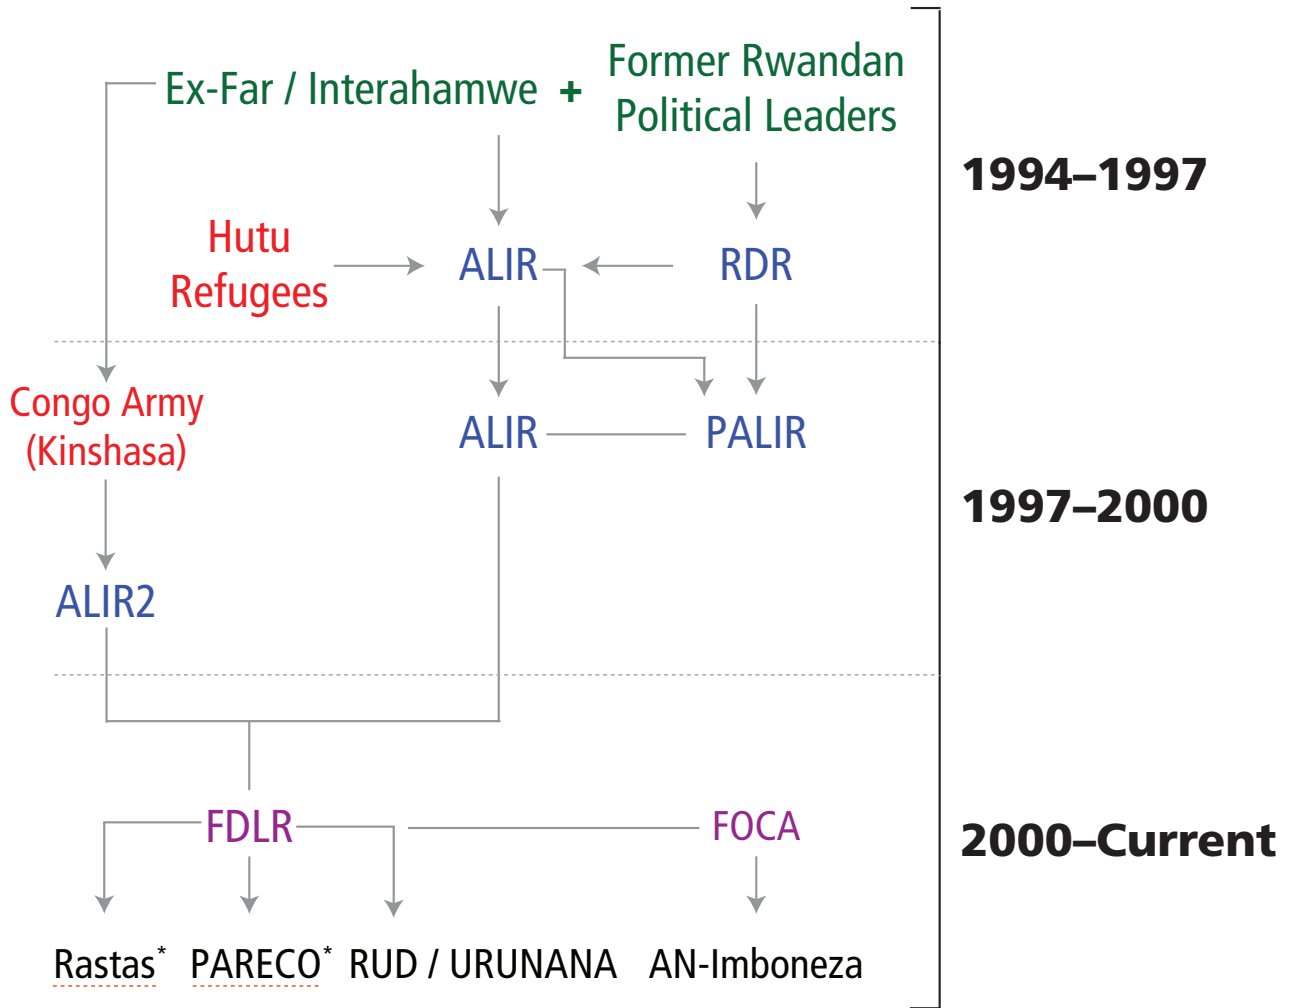 Ex-Far / Interahamwe +
Former Rwandan
Political Leaders
1994–1997
Hutu
Refugees
ALIR
RDR
Congo Army
(Kinshasa)
ALIR
PALIR
1997–2000
ALIR2
FDLR
FOCA
2000–Current
Rastas*
PARECO*
RUD / URUNANA
AN-Imboneza